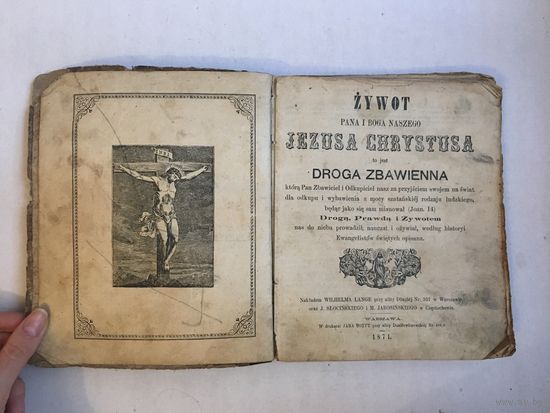 ŻYWOT
PANA I BOGA NASZEGO
JEZUSA CHRYSTUSA
to jest
DROGA ZBAWIENNA
którą Pan Zbawiciel i Odkupiciel nasz za przyjściem swojem na świat
dla odkupu i wybawienia z mocy szatańskiéj rodzaju ludzkiego,
będąc jako się sam mianował (Joan. 14)
Drogą, Prawdą i Żywotem
nas do nieba prowadził, nauczał i ożywiał, według historyi
Ewangelistów świętych opisana.
Nakładem WILHELMA LANGE przy ulicy Długiéj Nr. 557 w Warszawie
oraz J. SŁOCIŃSKIEGO i M. JAROSIŃSKIEGO w Częstochowie.
WARSZAWA.
W drukarni JANA przy ulicy Nr.
1871.